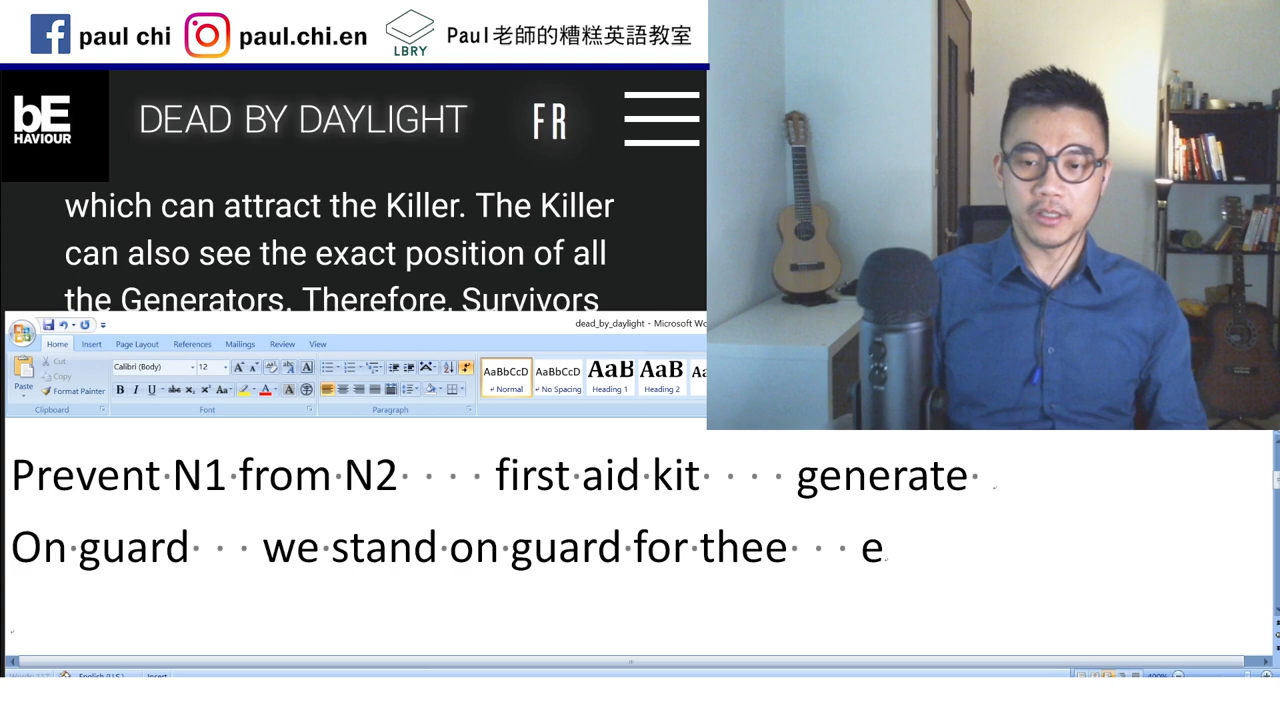 paul chi paul.chi.en LBRY Paul老師的糟糕英語教室
bE
HAVIOUR
DEAD BY DAYLIGHT FR
which can attract the Killer. The Killer
can also see the exact position of all
the Generators. Therefore, Survivors
dead_by_daylight - Microsoft Wo
Home Insert Page Layout References Mailings Review View
Cut
Copy
Format Painter
Paste
Clipboard
Calibri (Body) 12
Font
Paragraph
AaBbCcD AaBbCcD AaB AaB Aa
Normal No Spacing Heading 1 Heading 2
Prevent N1 from N2 first aid kit generate
On guard we stand on guard for thee e
English (U.S.) Insert